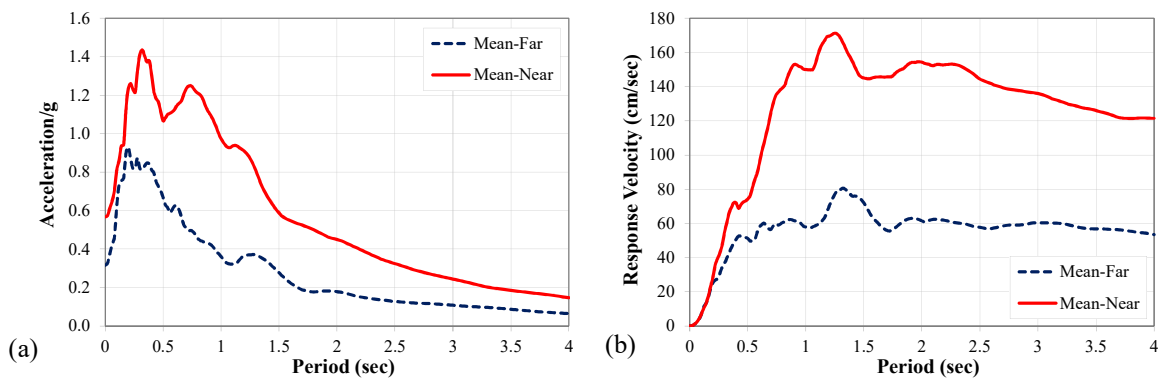 1.6
1.4
1.2
1.0
0.8
0.6
0.4
0.2
0.0
Acceleration/g
Mean-Far
Mean-Near
0 0.5 1 1.5 2 2.5 3 3.5 4
Period (sec)
(a)
180
160
140
120
100
80
60
40
20
0
Response Velocity (cm/sec)
Mean-Far
Mean-Near
0 0.5 1 1.5 2 2.5 3 3.5 4
Period (sec)
(b)